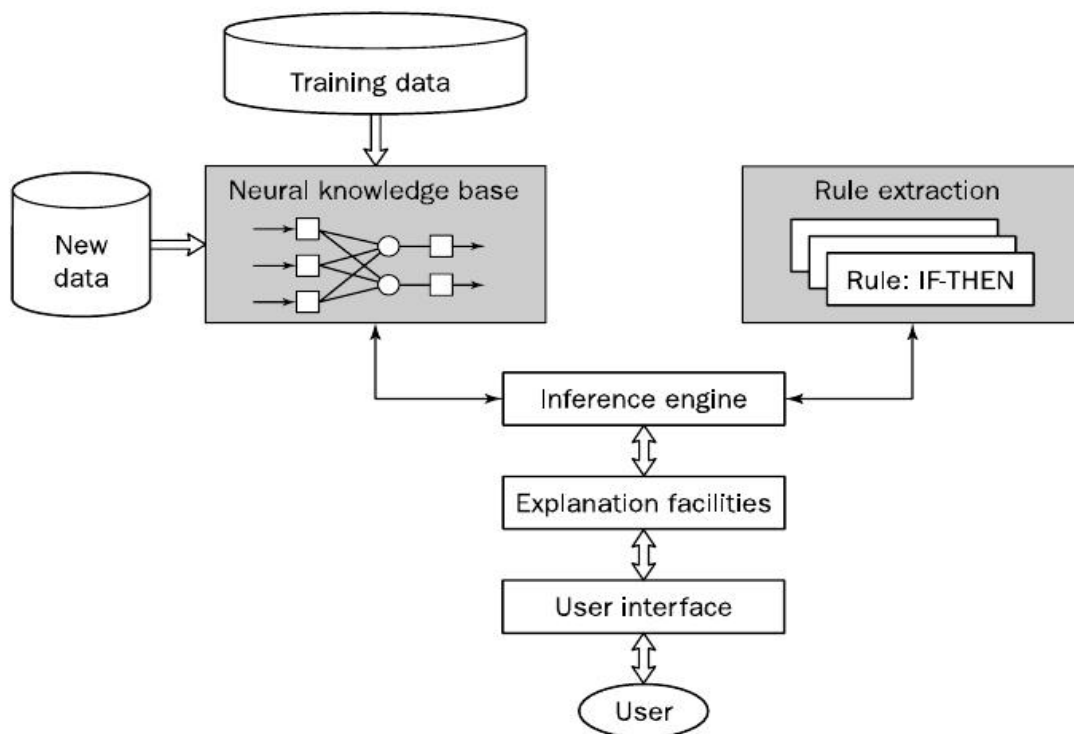 Training data
Neural knowledge base
Rule extraction
New
data
Rule: IF-THEN
Inference engine
Explanation facilities
User interface
User